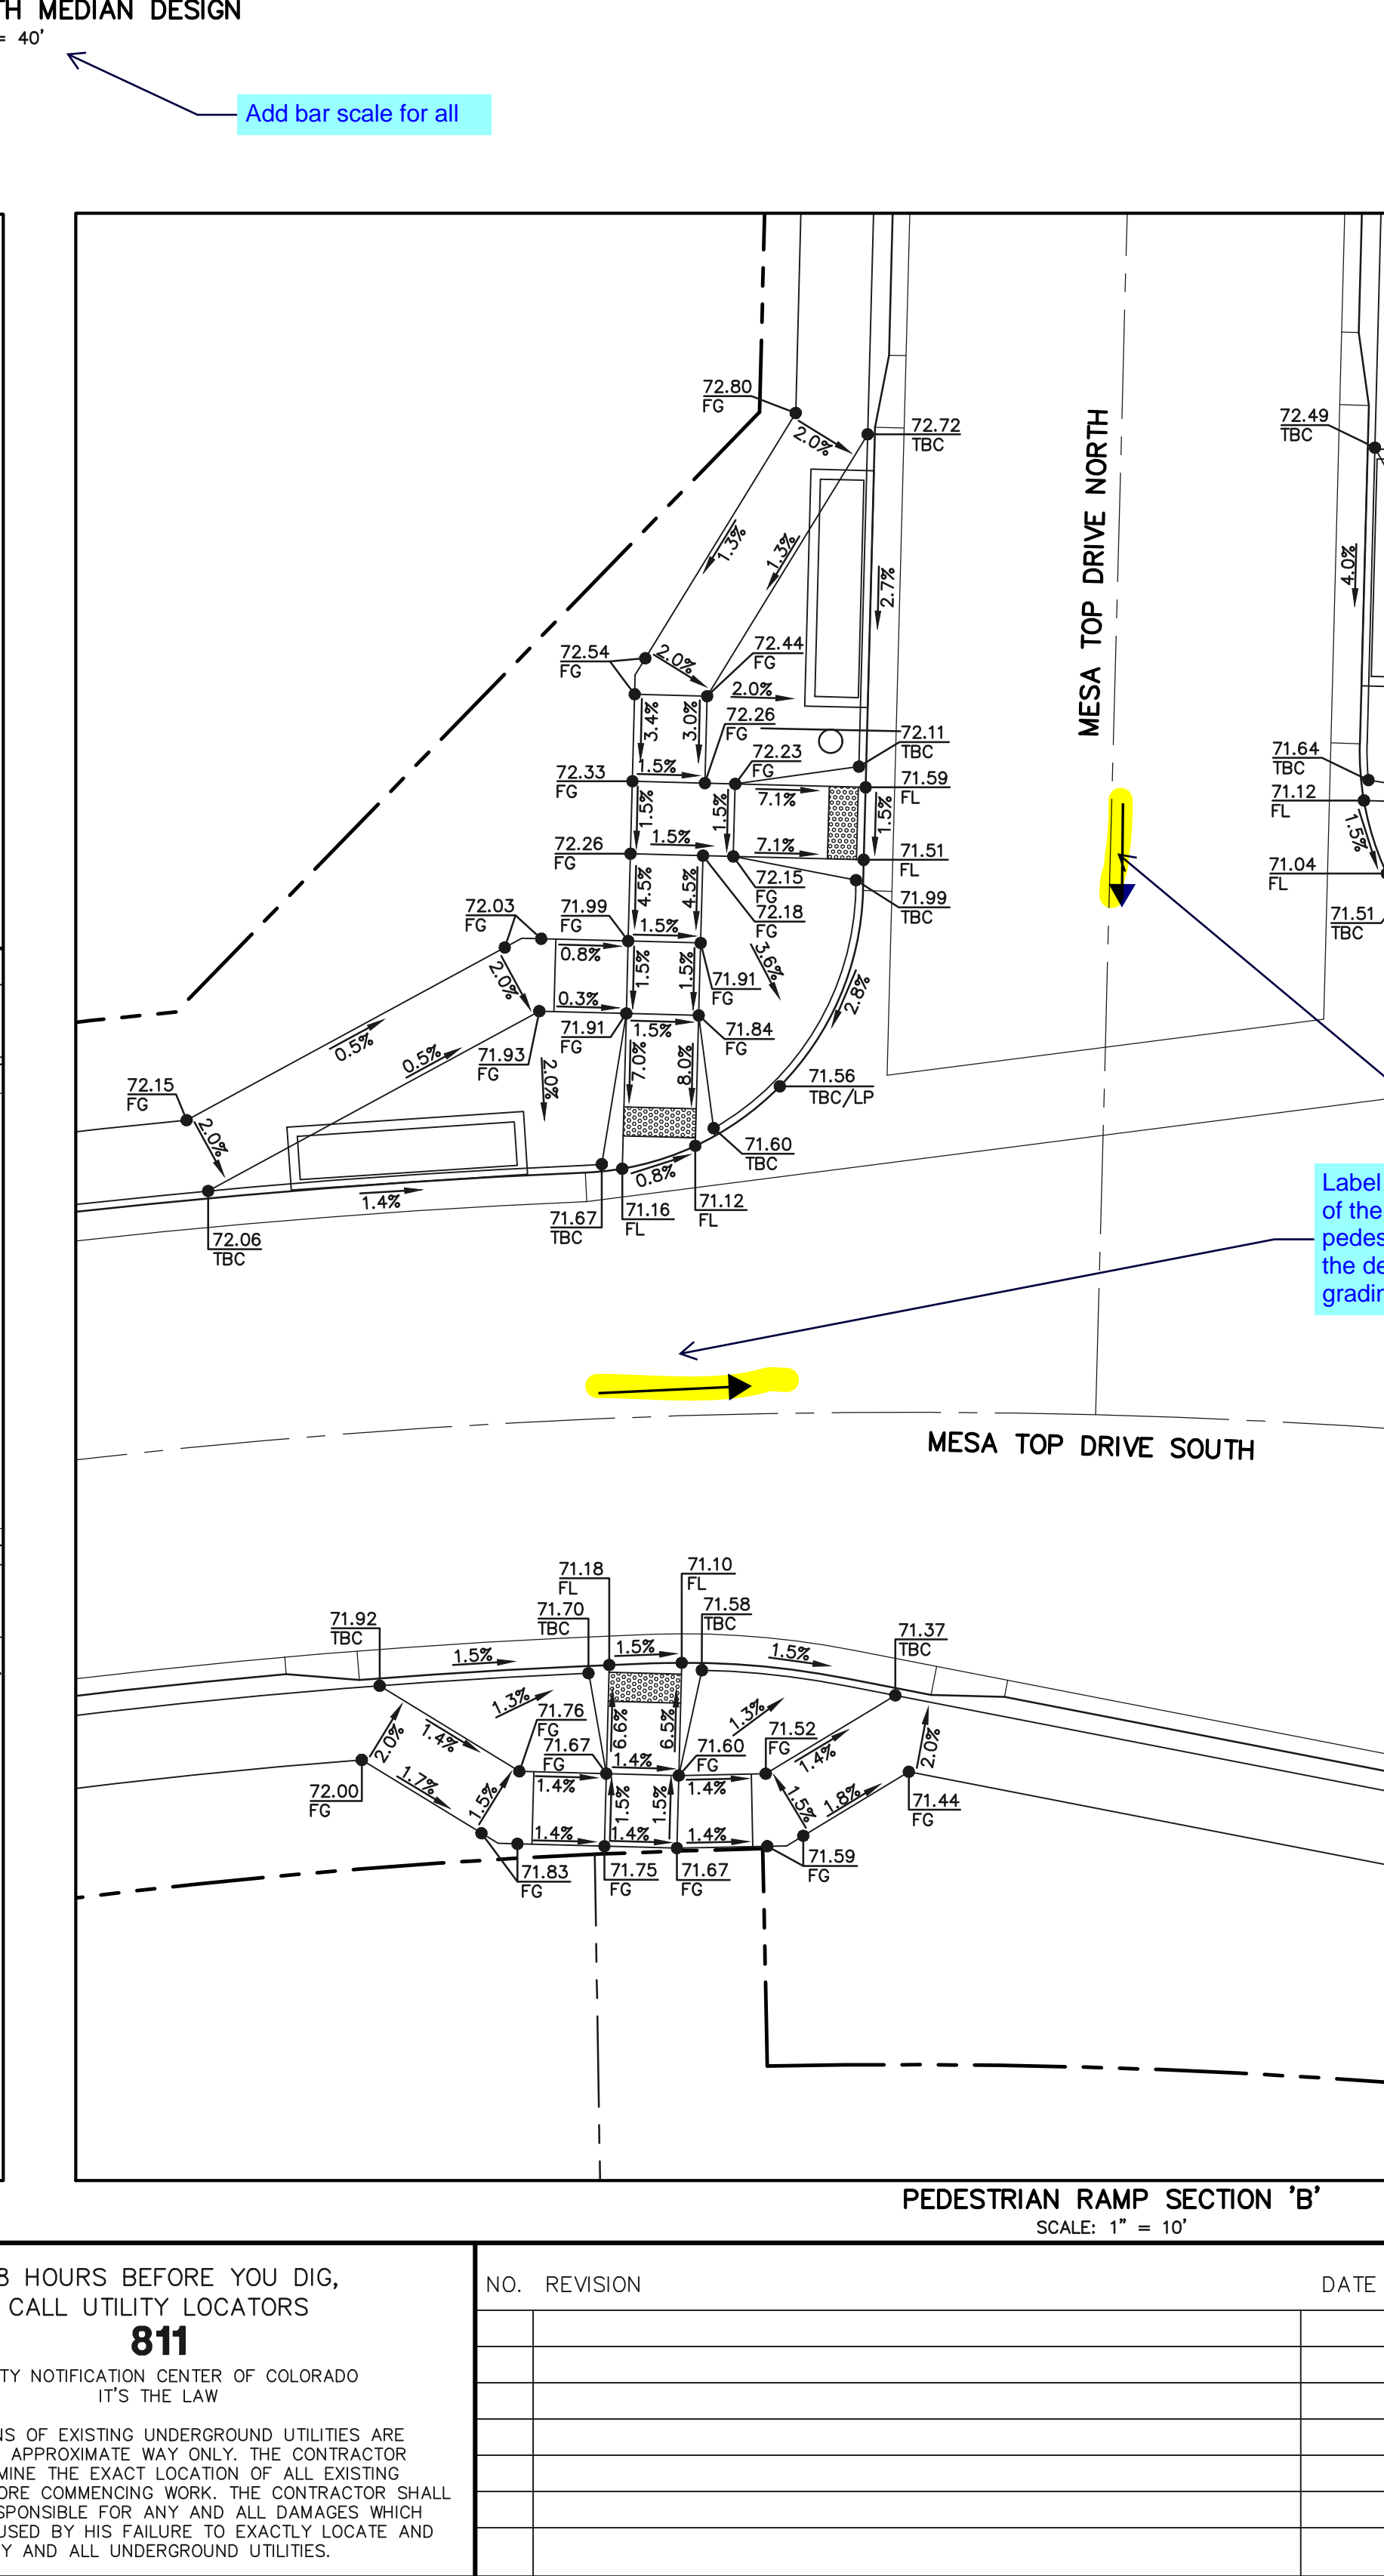 TH MEDIAN DESIGN
= 40'
Add bar scale for all
72.80
FG
2.0%
72.72
TBC
72.49
TBC
MESA TOP DRIVE NORTH
1.3%
1.3%
2.7%
4.0%
72.54
FG
2.0%
72.44
FG
2.0%
3.4%
3.0%
72.26
FG
72.11
TBC
72.23
FG
71.64
TBC
72.33
FG
1.5%
71.59
FL
71.12
FL
7.1%
1.5%
1.5%
1.5%
1.5%
72.26
FG
1.5%
7.1%
71.51
FL
71.04
FL
72.15
FG
4.5%
4.5%
71.99
TBC
72.03
FG
71.99
FG
72.18
FG
71.51
TBC
1.5%
0.8%
3.6%
2.0%
1.5%
1.5%
71.91
FG
2.8%
0.3%
71.91
FG
1.5%
71.84
FG
0.5%
0.5%
71.93
FG
2.0%
7.0%
8.0%
71.56
TBC/LP
72.15
FG
2.0%
71.60
TBC
0.8%
1.4%
71.67
TBC
71.16
FL
71.12
FL
72.06
TBC
Label
of the
pedes
the de
gradin
MESA TOP DRIVE SOUTH
71.18
FL
71.10
FL
71.92
TBC
71.70
TBC
71.58
TBC
71.37
TBC
1.5%
1.5%
1.5%
1.3%
71.76
FG
1.3%
71.52
FG
2.0%
1.4%
6.6%
6.5%
1.4%
2.0%
71.67
FG
1.4%
71.60
FG
72.00
FG
1.7%
1.5%
1.4%
1.5%
1.5%
1.4%
1.5%
1.8%
71.44
FG
1.4%
1.4%
1.4%
71.83
FG
71.75
FG
71.67
FG
71.59
FG
PEDESTRIAN RAMP SECTION 'B'
SCALE: 1" = 10'
8 HOURS BEFORE YOU DIG,
CALL UTILITY LOCATORS
811
TY NOTIFICATION CENTER OF COLORADO
IT'S THE LAW
NS OF EXISTING UNDERGROUND UTILITIES ARE
APPROXIMATE WAY ONLY. THE CONTRACTOR
MINE THE EXACT LOCATION OF ALL EXISTING
ORE COMMENCING WORK. THE CONTRACTOR SHALL
SPONSIBLE FOR ANY AND ALL DAMAGES WHICH
USED BY HIS FAILURE TO EXACTLY LOCATE AND
Y AND ALL UNDERGROUND UTILITIES.
NO. REVISION DATE